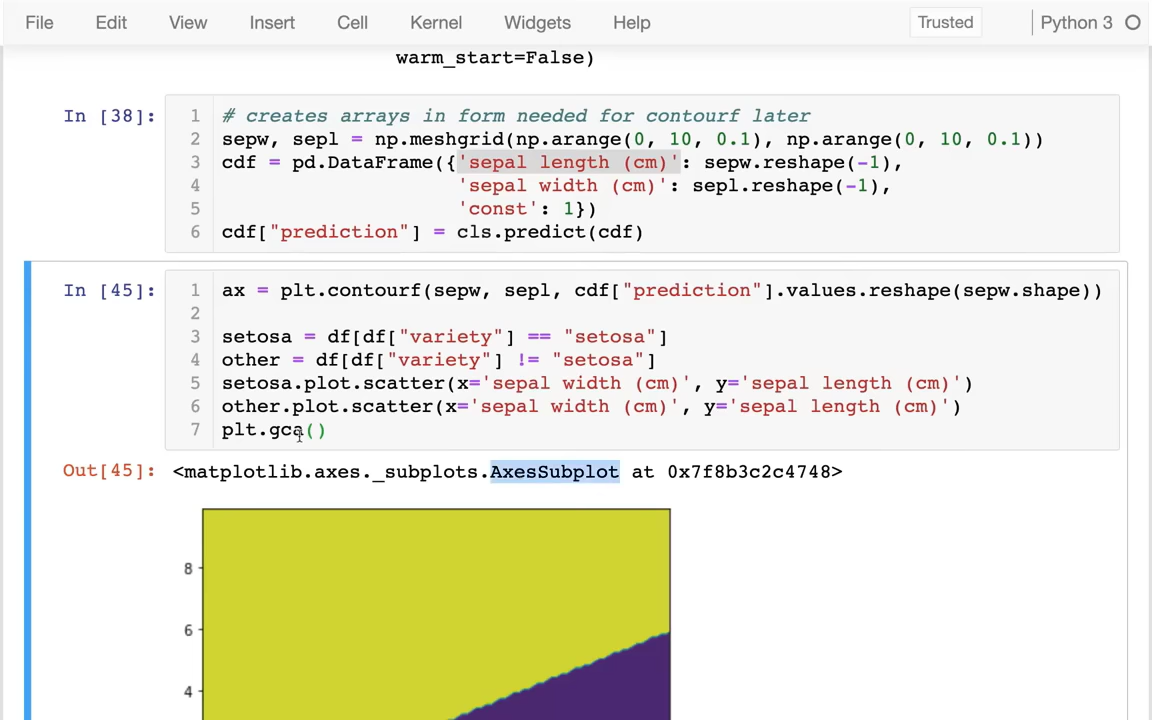 File Edit View Insert Cell Kernel Widgets Help Trusted Python 3
warm_start=False)
In [38]:
1 # creates arrays in form needed for contourf later
2 sepw, sepl = np.meshgrid(np.arange(0, 10, 0.1), np.arange(0, 10, 0.1))
3 cdf = pd.DataFrame({'sepal length (cm)': sepw.reshape(-1),
4 'sepal width (cm)': sepl.reshape(-1),
5 'const': 1})
6 cdf["prediction"] = cls.predict(cdf)
In [45]:
1 ax = plt.contourf(sepw, sepl, cdf["prediction"].values.reshape(sepw.shape))
2
3 setosa = df[df["variety"] == "setosa"]
4 other = df[df["variety"] != "setosa"]
5 setosa.plot.scatter(x='sepal width (cm)', y='sepal length (cm)')
6 other.plot.scatter(x='sepal width (cm)', y='sepal length (cm)')
7 plt.gca()
Out[45]: <matplotlib.axes._subplots.AxesSubplot at 0x7f8b3c2c4748>
8
6
4